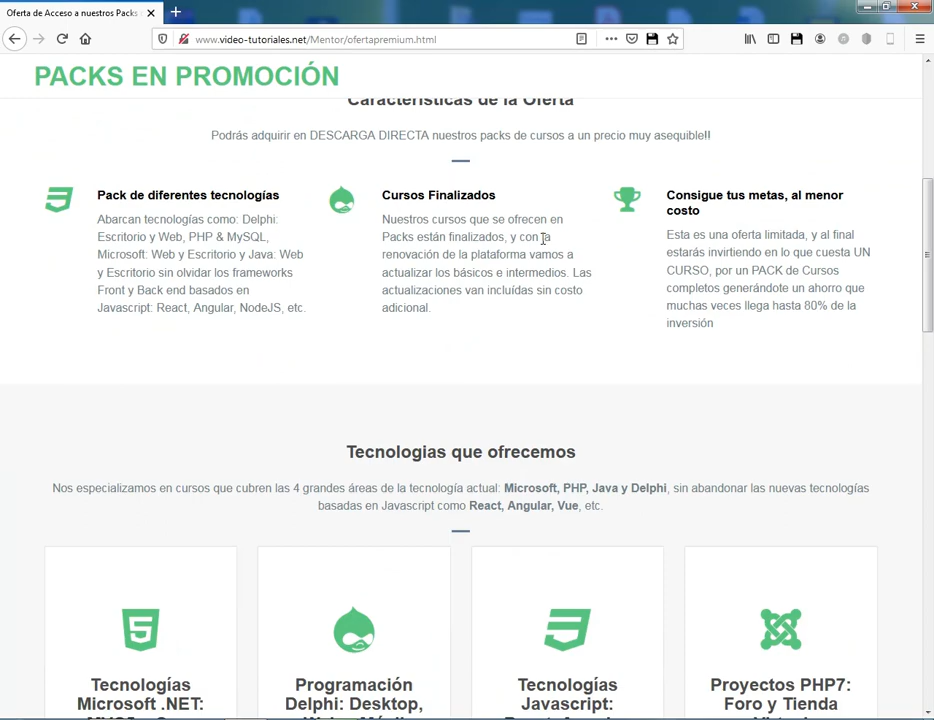 Oferta de Acceso a nuestros Packs
www.video-tutoriales.net/Mentor/ofertapremium.html
PACKS EN PROMOCIÓN
Características de la Oferta
Podrás adquirir en DESCARGA DIRECTA nuestros packs de cursos a un precio muy asequible!!
Pack de diferentes tecnologías
Abarcan tecnologías como: Delphi:
Escritorio y Web, PHP & MySQL,
Microsoft: Web y Escritorio y Java: Web
y Escritorio sin olvidar los frameworks
Front y Back end basados en
Javascript: React, Angular, NodeJS, etc.
Cursos Finalizados
Nuestros cursos que se ofrecen en
Packs están finalizados, y con la
renovación de la plataforma vamos a
actualizar los básicos e intermedios. Las
actualizaciones van incluídas sin costo
adicional.
Consigue tus metas, al menor
costo
Esta es una oferta limitada, y al final
estarás invirtiendo en lo que cuesta UN
CURSO, por un PACK de Cursos
completos generándote un ahorro que
muchas veces llega hasta 80% de la
inversión
Tecnologias que ofrecemos
Nos especializamos en cursos que cubren las 4 grandes áreas de la tecnología actual: Microsoft, PHP, Java y Delphi, sin abandonar las nuevas tecnologías
basadas en Javascript como React, Angular, Vue, etc.
Tecnologías
Microsoft .NET:
Programación
Delphi: Desktop,
Tecnologías
Javascript:
Proyectos PHP7:
Foro y Tienda